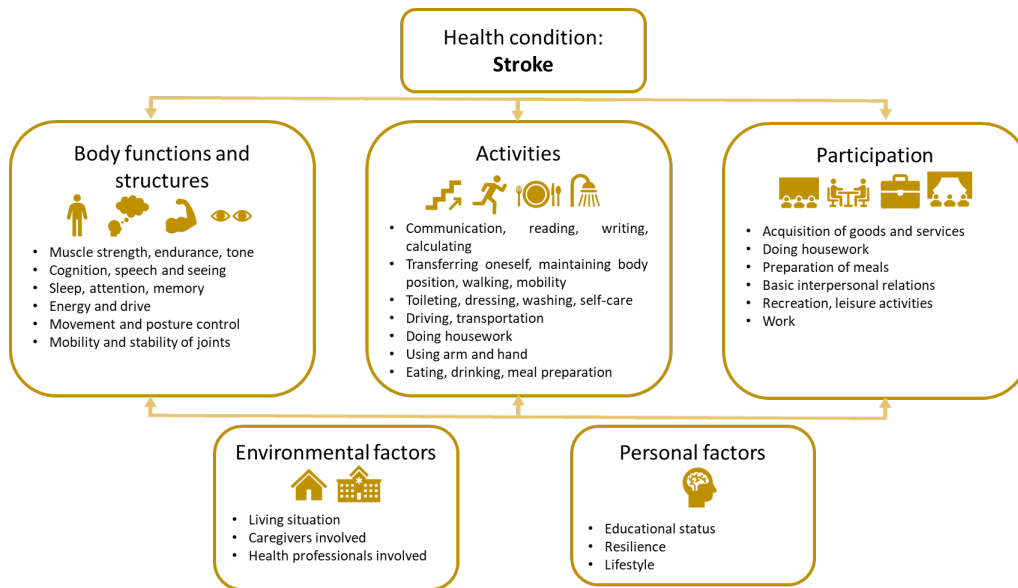 Health condition:
Stroke
Body functions and
structures
• Muscle strength, endurance, tone
• Cognition, speech and seeing
• Sleep, attention, memory
• Energy and drive
• Movement and posture control
• Mobility and stability of joints
Activities
• Communication, reading, writing,
calculating
• Transferring oneself, maintaining body
position, walking, mobility
• Toileting, dressing, washing, self-care
• Driving, transportation
• Doing housework
• Using arm and hand
• Eating, drinking, meal preparation
Participation
• Acquisition of goods and services
• Doing housework
• Preparation of meals
• Basic interpersonal relations
• Recreation, leisure activities
• Work
Environmental factors
• Living situation
• Caregivers involved
• Health professionals involved
Personal factors
• Educational status
• Resilience
• Lifestyle